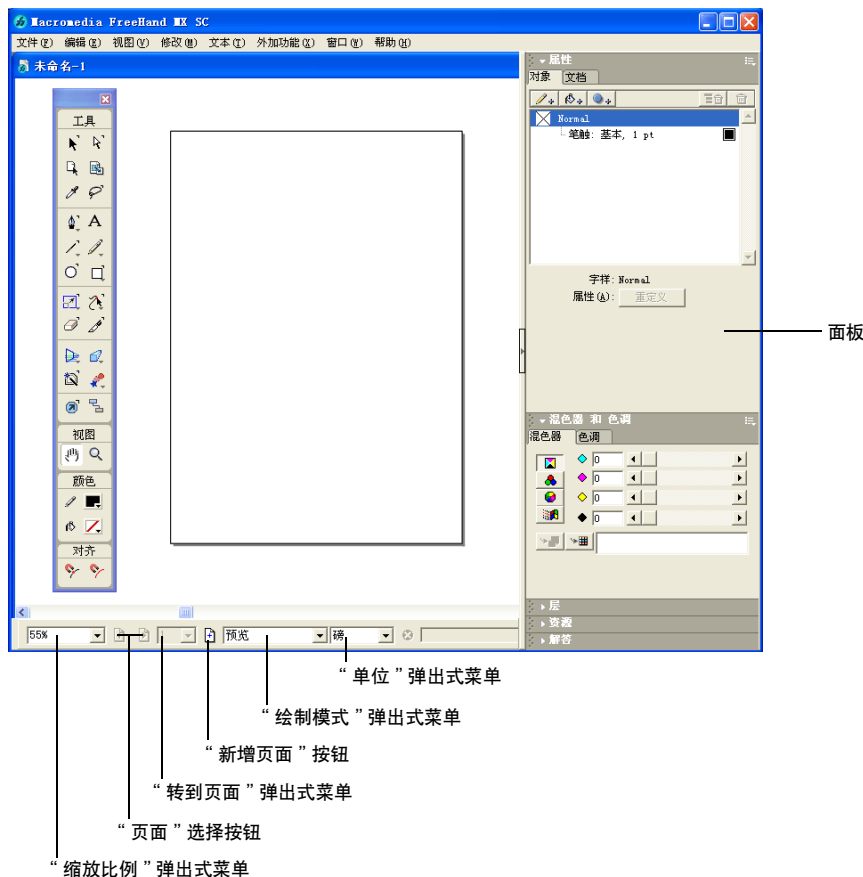 Macromedia FreeHand MX SC
文件(F) 编辑(E) 视图(V) 修改(M) 文本(T) 外加功能(X) 窗口(W) 帮助(H)
未命名-1
工具
A
视图
颜色
对齐
属性
对象 文档
Normal
笔触: 基本, 1 pt
字样: Normal
属性(A): 重定义
面板
混色器 和 色调
混色器 色调
0
0
0
0
层
资源
解答
55% 预览 磅
“单位”弹出式菜单
“绘制模式”弹出式菜单
“新增页面”按钮
“转到页面”弹出式菜单
“页面”选择按钮
“缩放比例”弹出式菜单